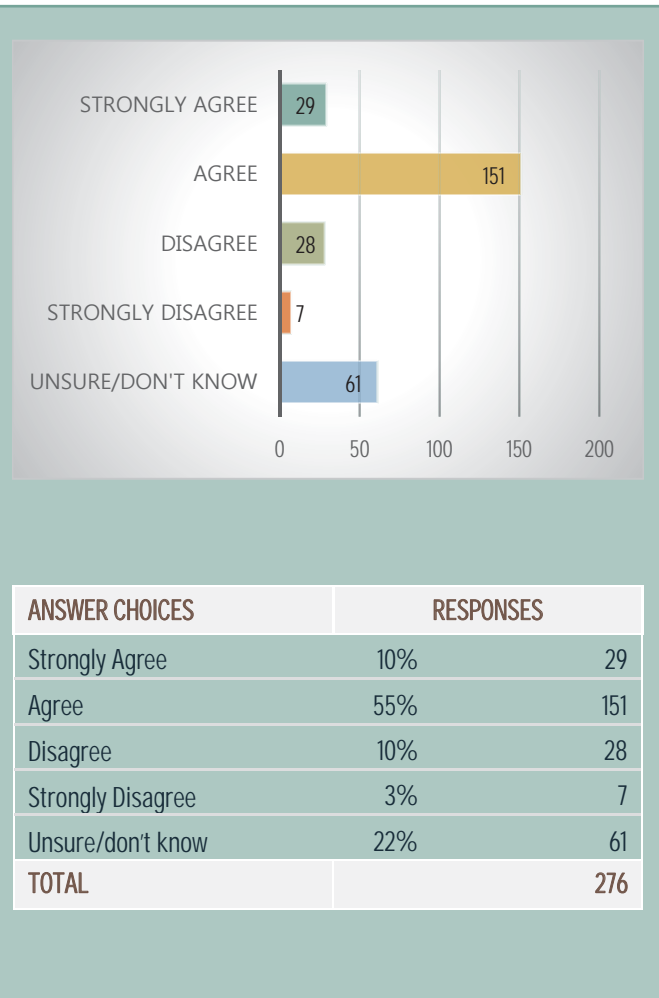 STRONGLY AGREE 29
AGREE 151
DISAGREE 28
STRONGLY DISAGREE 7
UNSURE/DON'T KNOW 61
0 50 100 150 200
ANSWER CHOICES RESPONSES
Strongly Agree 10% 29
Agree 55% 151
Disagree 10% 28
Strongly Disagree 3% 7
Unsure/don't know 22% 61
TOTAL 276